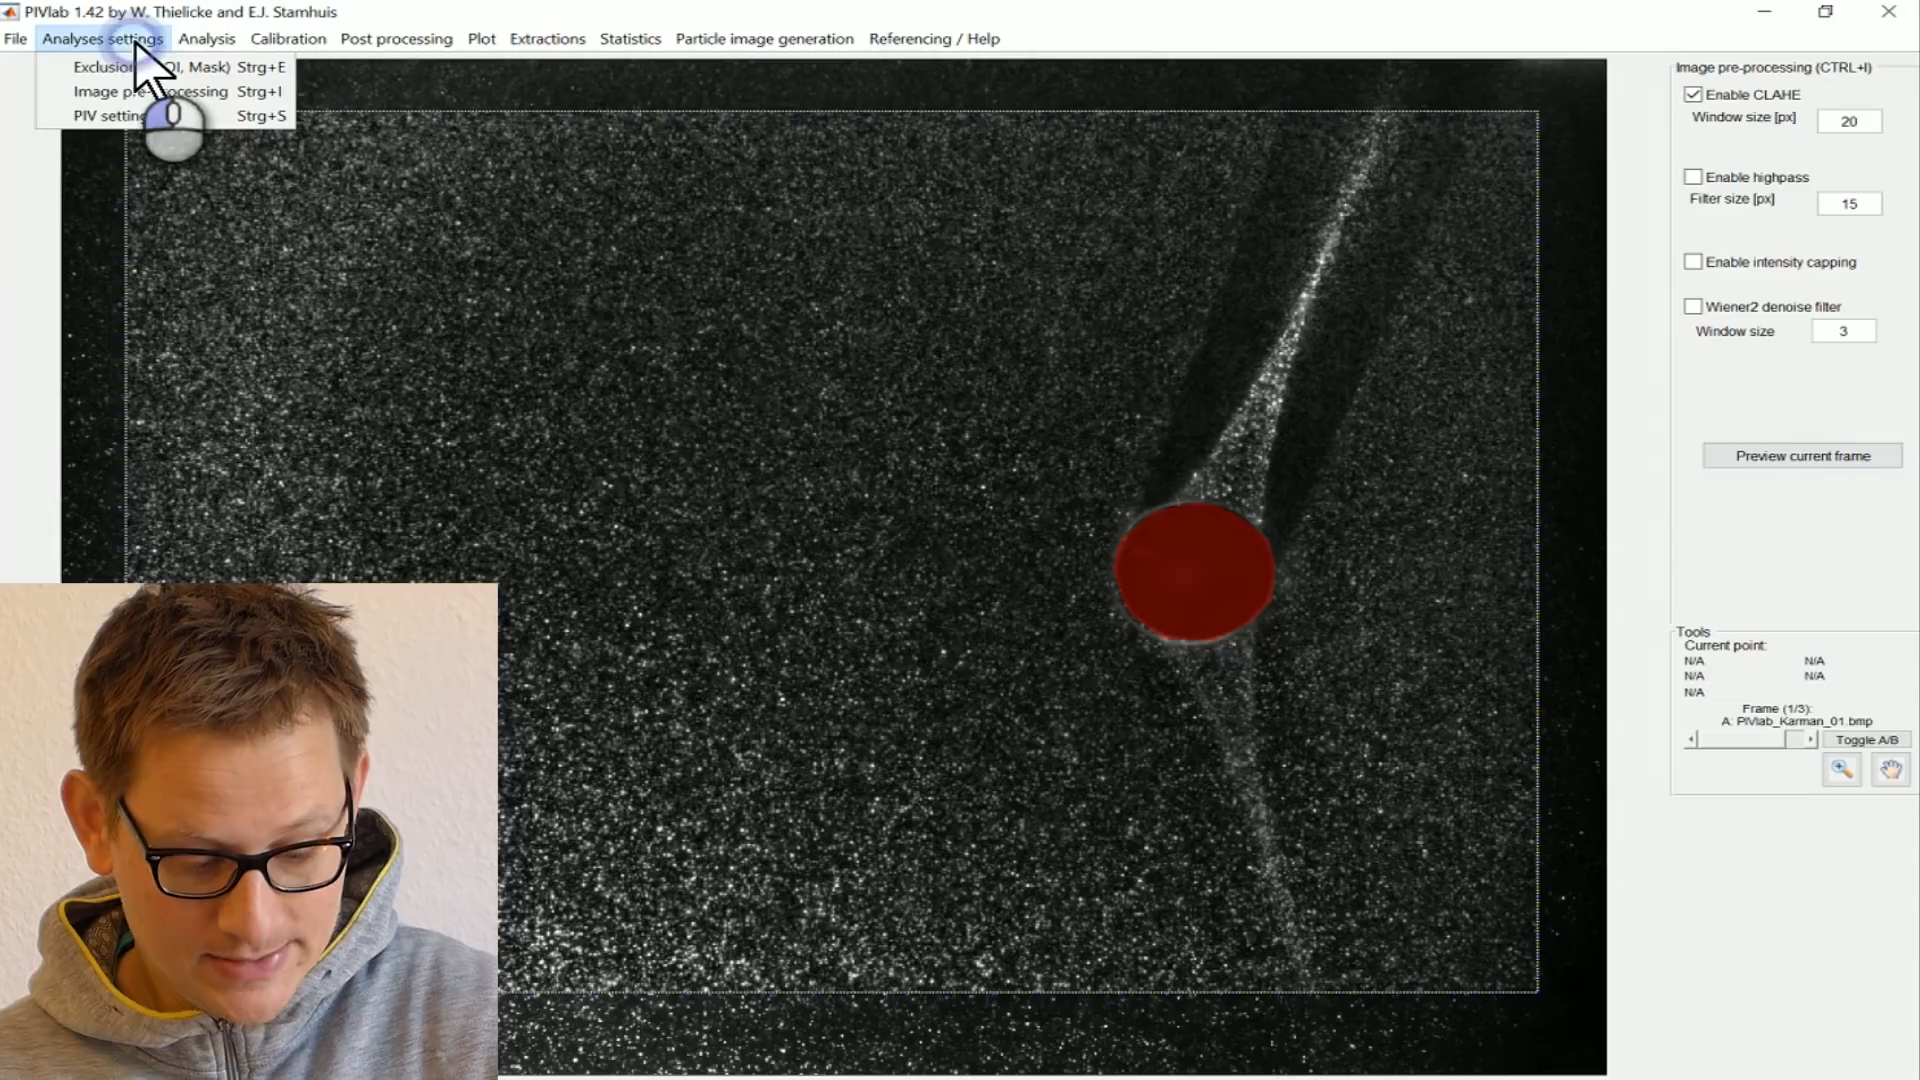 PIVlab 1.42 by W. Thielicke and E.J. Stamhuis
File Analyses settings Analysis Calibration Post processing Plot Extractions Statistics Particle image generation Referencing / Help
OI, Mask) Strg+E
Image Strg+I
PIV Strg+S
Image pre-processing (CTRL+I)
Enable CLAHE
Window size [px] 20
Enable highpass
Filter size [px] 15
Enable intensity capping
Wiener2 denoise filter
Window size 3
Preview current frame
Tools
Current point:
N/A N/A
N/A N/A
N/A
Frame (1/3):
A: PIVlab_Karman_01.bmp
Toggle A/B